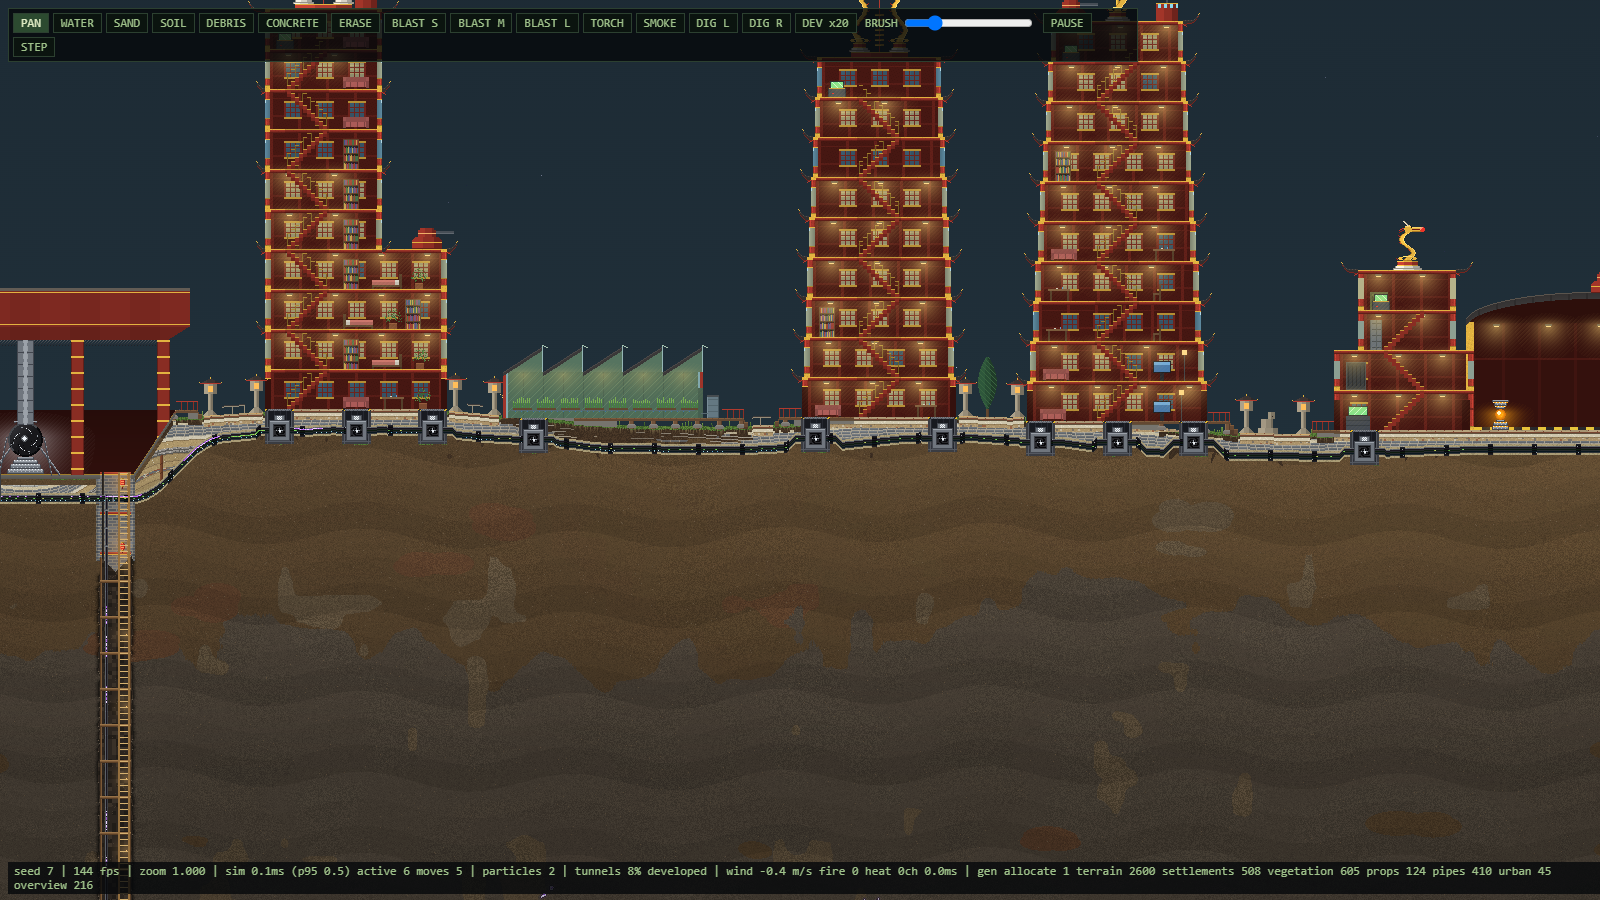 PAN WATER SAND SOIL DEBRIS CONCRETE ERASE BLAST S BLAST M BLAST L TORCH SMOKE DIG L DIG R DEV x20 BRUSH PAUSE
STEP
seed 7 | 144 fps | zoom 1.000 | sim 0.1ms (p95 0.5) active 6 moves 5 | particles 2 | tunnels 8% developed | wind -0.4 m/s fire 0 heat 0ch 0.0ms | gen allocate 1 terrain 2600 settlements 508 vegetation 605 props 124 pipes 410 urban 45
overview 216